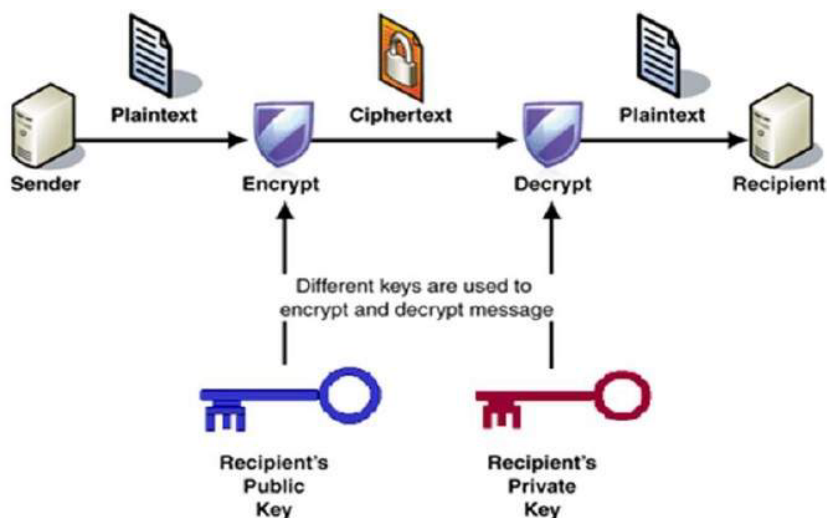 Plaintext
Ciphertext
Plaintext
Sender
Encrypt
Decrypt
Recipient
Different keys are used to
encrypt and decrypt message
Recipient's
Public
Key
Recipient's
Private
Key